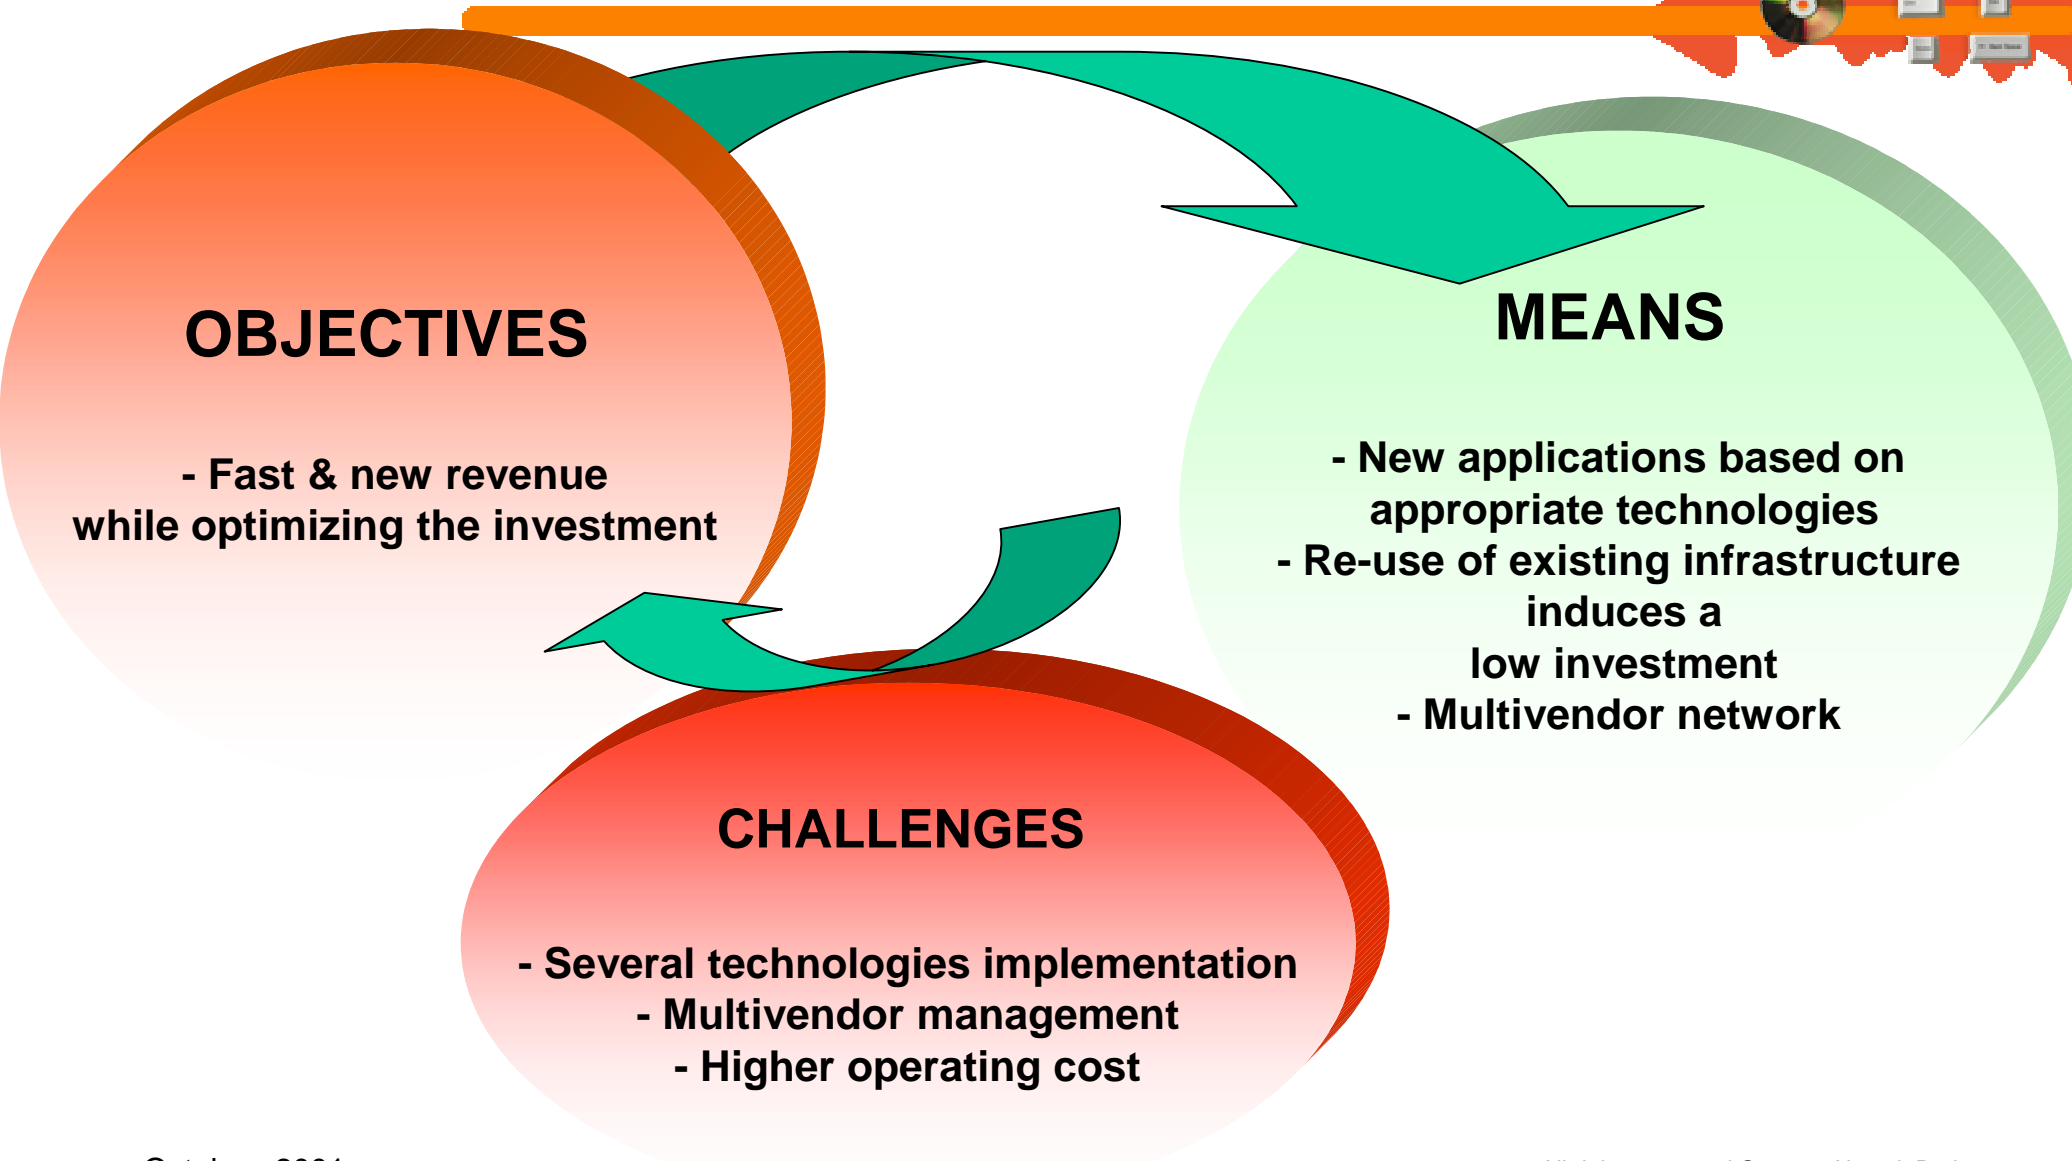 OBJECTIVES
- Fast & new revenue
while optimizing the investment
MEANS
- New applications based on
appropriate technologies
- Re-use of existing infrastructure
induces a
low investment
- Multivendor network
CHALLENGES
- Several technologies implementation
- Multivendor management
- Higher operating cost